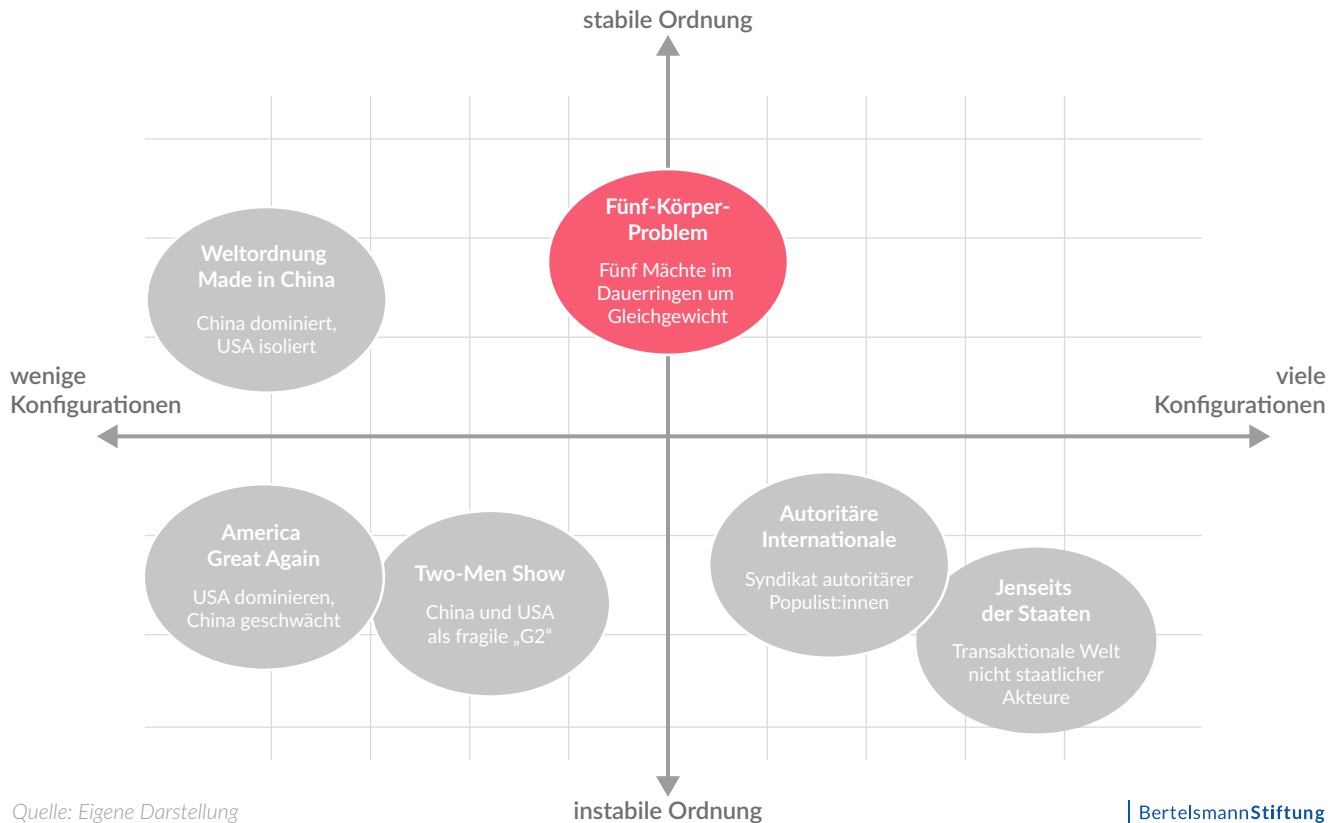 stabile Ordnung
Fünf-Körper-
Problem
Fünf Mächte im
Dauerringen um
Gleichgewicht
Weltordnung
Made in China
China dominiert,
USA isoliert
wenige
Konfigurationen
viele
Konfigurationen
America
Great Again
USA dominieren,
China geschwächt
Two-Men Show
China und USA
als fragile „G2“
Autoritäre
Internationale
Syndikat autoritärer
Populist:innen
Jenseits
der Staaten
Transaktionale Welt
nicht staatlicher
Akteure
instabile Ordnung
Quelle: Eigene Darstellung
BertelsmannStiftung